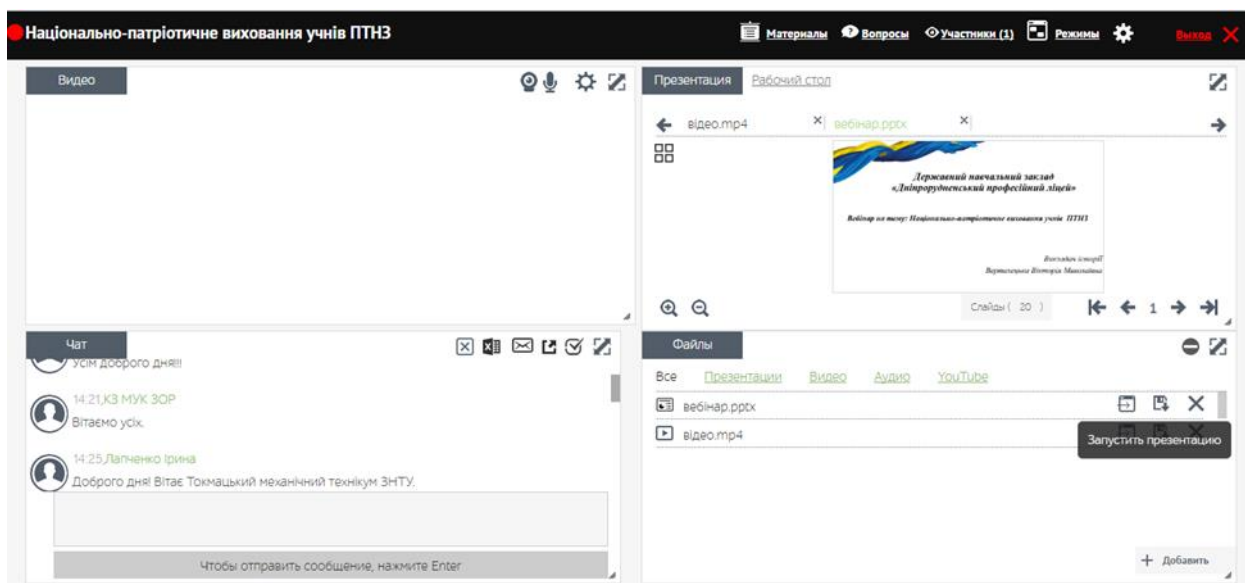 Національно-патріотичне виховання учнів ПТНЗ
Материалы Вопросы Участники (1) Режимы Выход
Видео
Презентация Рабочий стол
відео.mp4 вебінар.pptx
Державний навчальний заклад
«Дніпрорудненський професійний ліцей»
Вебінар на тему: Національно-патріотичне виховання учнів ПТНЗ
Викладач історії
Вікторія Миколаївна
Слайды ( 20 ) 1
Чат
Усім доброго дня!!!
14:21,КЗ МУК ЗОР
Вітаємо усіх.
14:25,Лапченко Ірина
Доброго дня! Вітає Токмацький механічний технікум ЗНТУ.
Чтобы отправить сообщение, нажмите Enter
Файлы
Все Презентации Видео Аудио YouTube
вебінар.pptx
відео.mp4
Запустить презентацию
+ Добавить